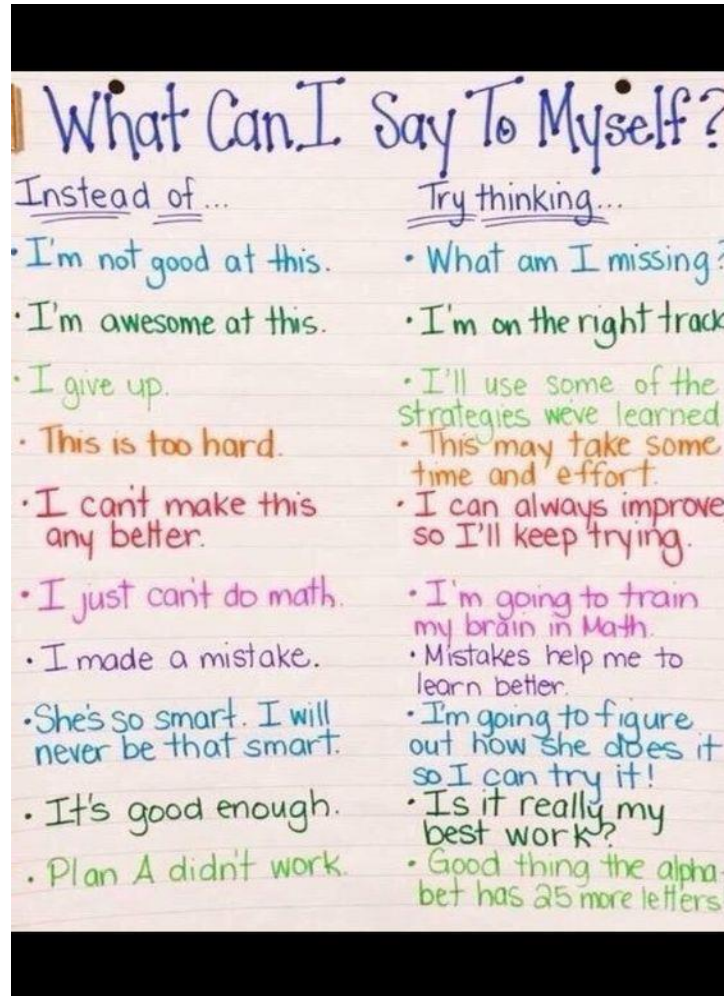 What Can I Say To Myself?
Instead of...
Try thinking...
• I'm not good at this.
• What am I missing?
• I'm awesome at this.
• I'm on the right track
• I give up.
• I'll use some of the
strategies weve learned
• This is too hard.
• This may take some
time and effort.
• I can't make this
any better.
• I can always improve
so I'll keep trying.
• I just can't do math.
• I'm going to train
my brain in Math.
• I made a mistake.
• Mistakes help me to
learn better.
• She's so smart. I will
never be that smart.
• I'm going to figure
out how she does it
so I can try it!
• It's good enough.
• Is it really my
best work?
• Plan A didn't work.
• Good thing the alpha-
bet has 25 more letters